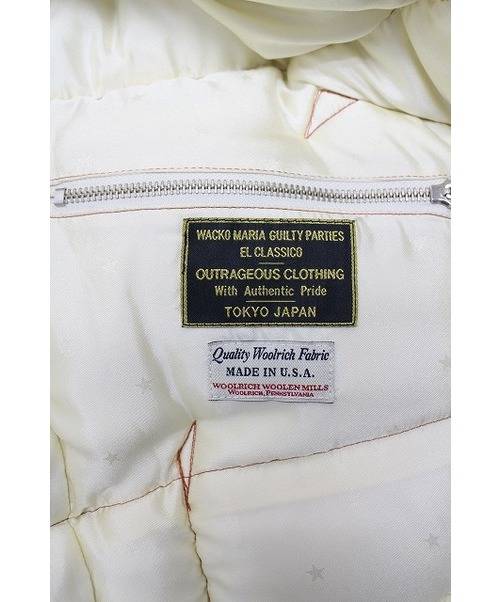 WACKO MARIA GUILTY PARTIES
EL CLASSICO
OUTRAGEOUS CLOTHING
With Authentic Pride
TOKYO JAPAN
Quality Woolrich Fabric
MADE IN U.S.A.
WOOLRICH WOOLEN MILLS
WOOLRICH, PENNSYLVANIA